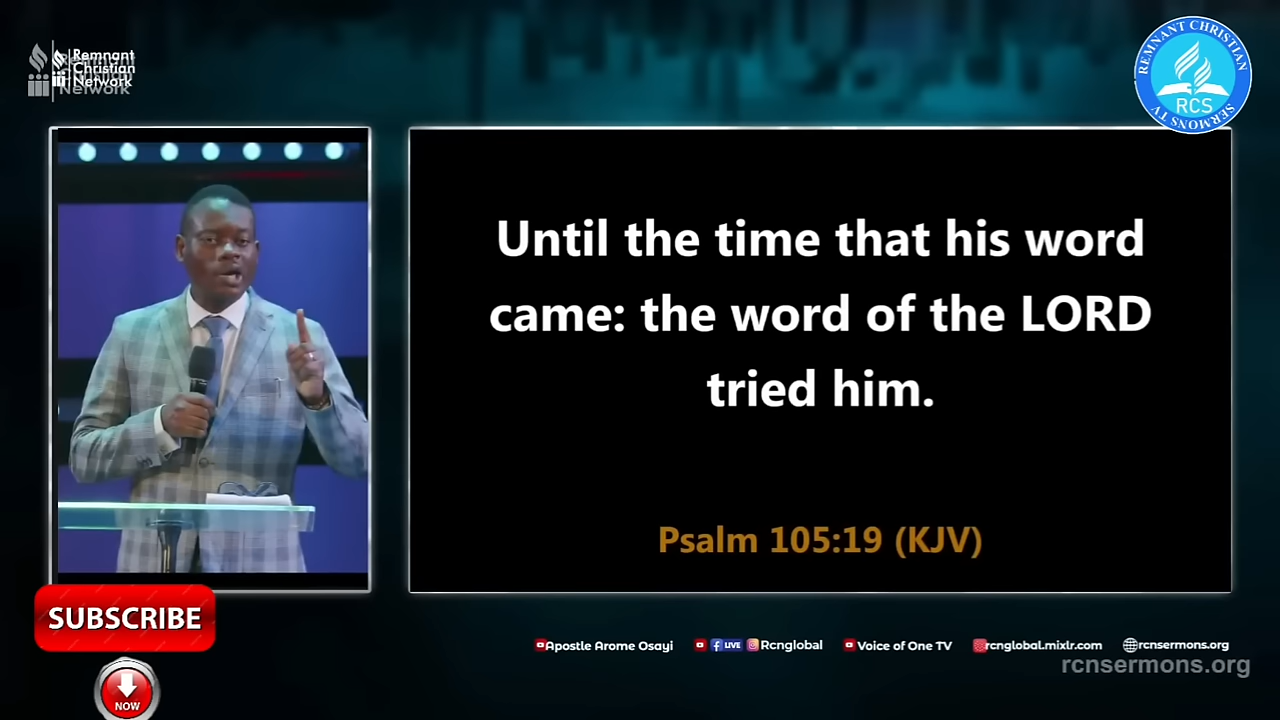 Remnant
Christian
Network
REMNANT CHRISTIAN
RCS
SERMONS TV
Until the time that his word
came: the word of the LORD
tried him.
Psalm 105:19 (KJV)
SUBSCRIBE
NOW
Apostle Arome Osayi LIVE Rcnglobal Voice of One TV rcnglobal.mixlr.com rcnsermons.org
rcnsermons.org